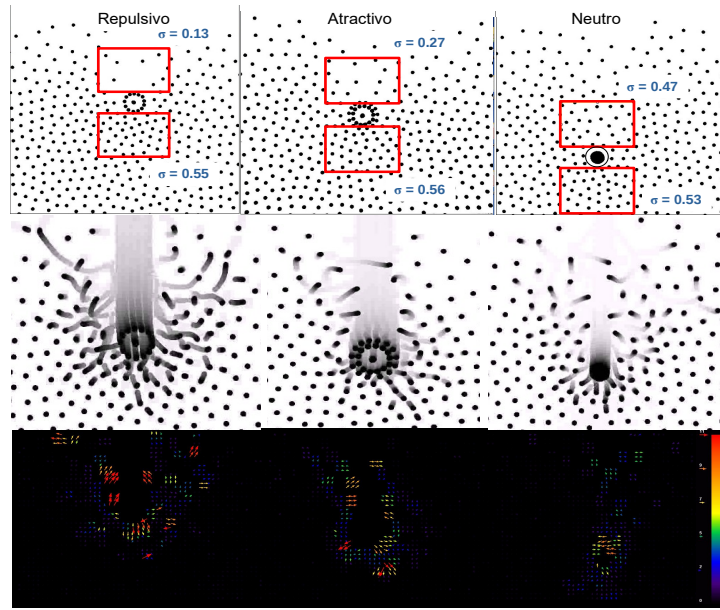 Repulsivo
Atractivo
Neutro
σ = 0.13
σ = 0.27
σ = 0.47
σ = 0.55
σ = 0.56
σ = 0.53